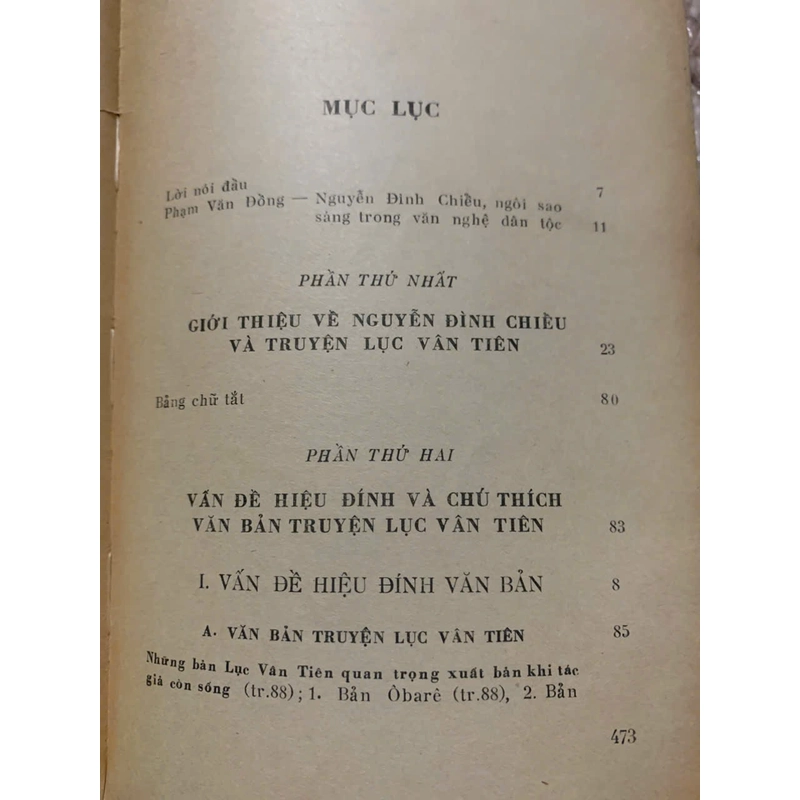 MỤC LỤC
Lời nói đầu 7
Phạm Văn Đồng — Nguyễn Đình Chiểu, ngôi sao
sáng trong văn nghệ dân tộc 11
PHẦN THỨ NHẤT
GIỚI THIỆU VỀ NGUYỄN ĐÌNH CHIỂU
VÀ TRUYỆN LỤC VÂN TIÊN 23
Bảng chữ tắt 80
PHẦN THỨ HAI
VẤN ĐỀ HIỆU ĐÍNH VÀ CHÚ THÍCH
VĂN BẢN TRUYỆN LỤC VÂN TIÊN 83
I. VẤN ĐỀ HIỆU ĐÍNH VĂN BẢN 8
A. VĂN BẢN TRUYỆN LỤC VÂN TIÊN 85
Những bản Lục Vân Tiên quan trọng xuất bản khi tác
giả còn sống (tr.88); 1. Bản Òbarê (tr.88), 2. Bản
473